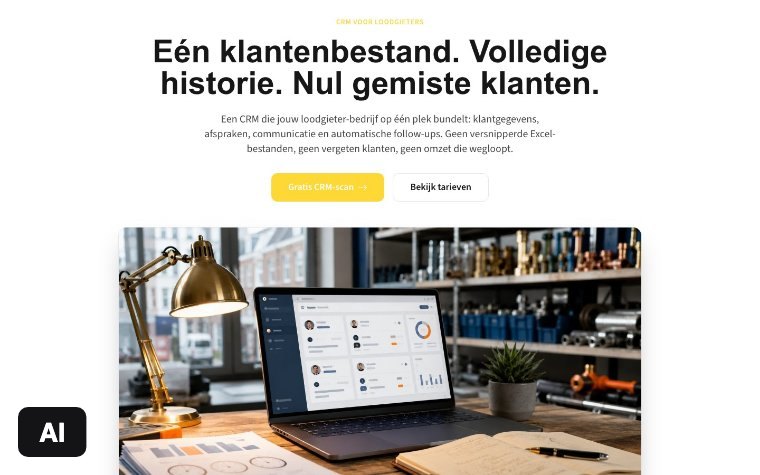 CRM VOOR LOODGIETERS
Eén klantenbestand. Volledige
historie. Nul gemiste klanten.
Een CRM die jouw loodgieter-bedrijf op één plek bundelt: klantgegevens,
afspraken, communicatie en automatische follow-ups. Geen versnipperde Excel-
bestanden, geen vergeten klanten, geen omzet die wegloopt.
Gratis CRM-scan →
Bekijk tarieven
AI